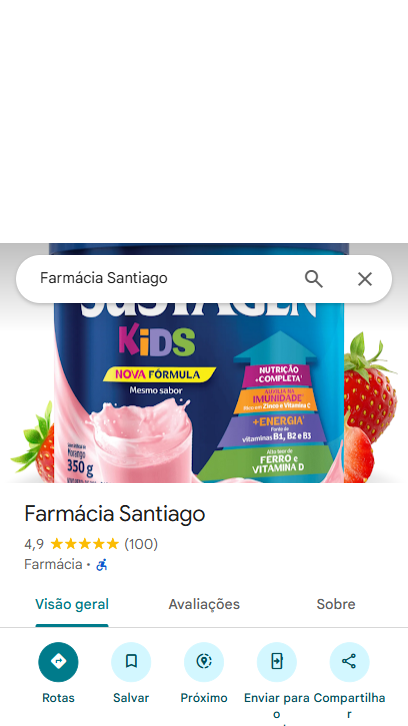 Farmácia Santiago
SUSTAGEN
KiDS
NOVA FÓRMULA
Mesmo sabor
NUTRIÇÃO
+COMPLETA
AUXILIA NA
IMUNIDADE
Rico em Zinco e Vitamina C
+ENERGIA
Fonte de
vitaminas B1, B2 e B3
Alto teor de
FERRO e
VITAMINA D
Morango
350 g
Farmácia Santiago
4,9 (100)
Farmácia ·
Visão geral Avaliações Sobre
Rotas Salvar Próximo Enviar para o Compartilhar